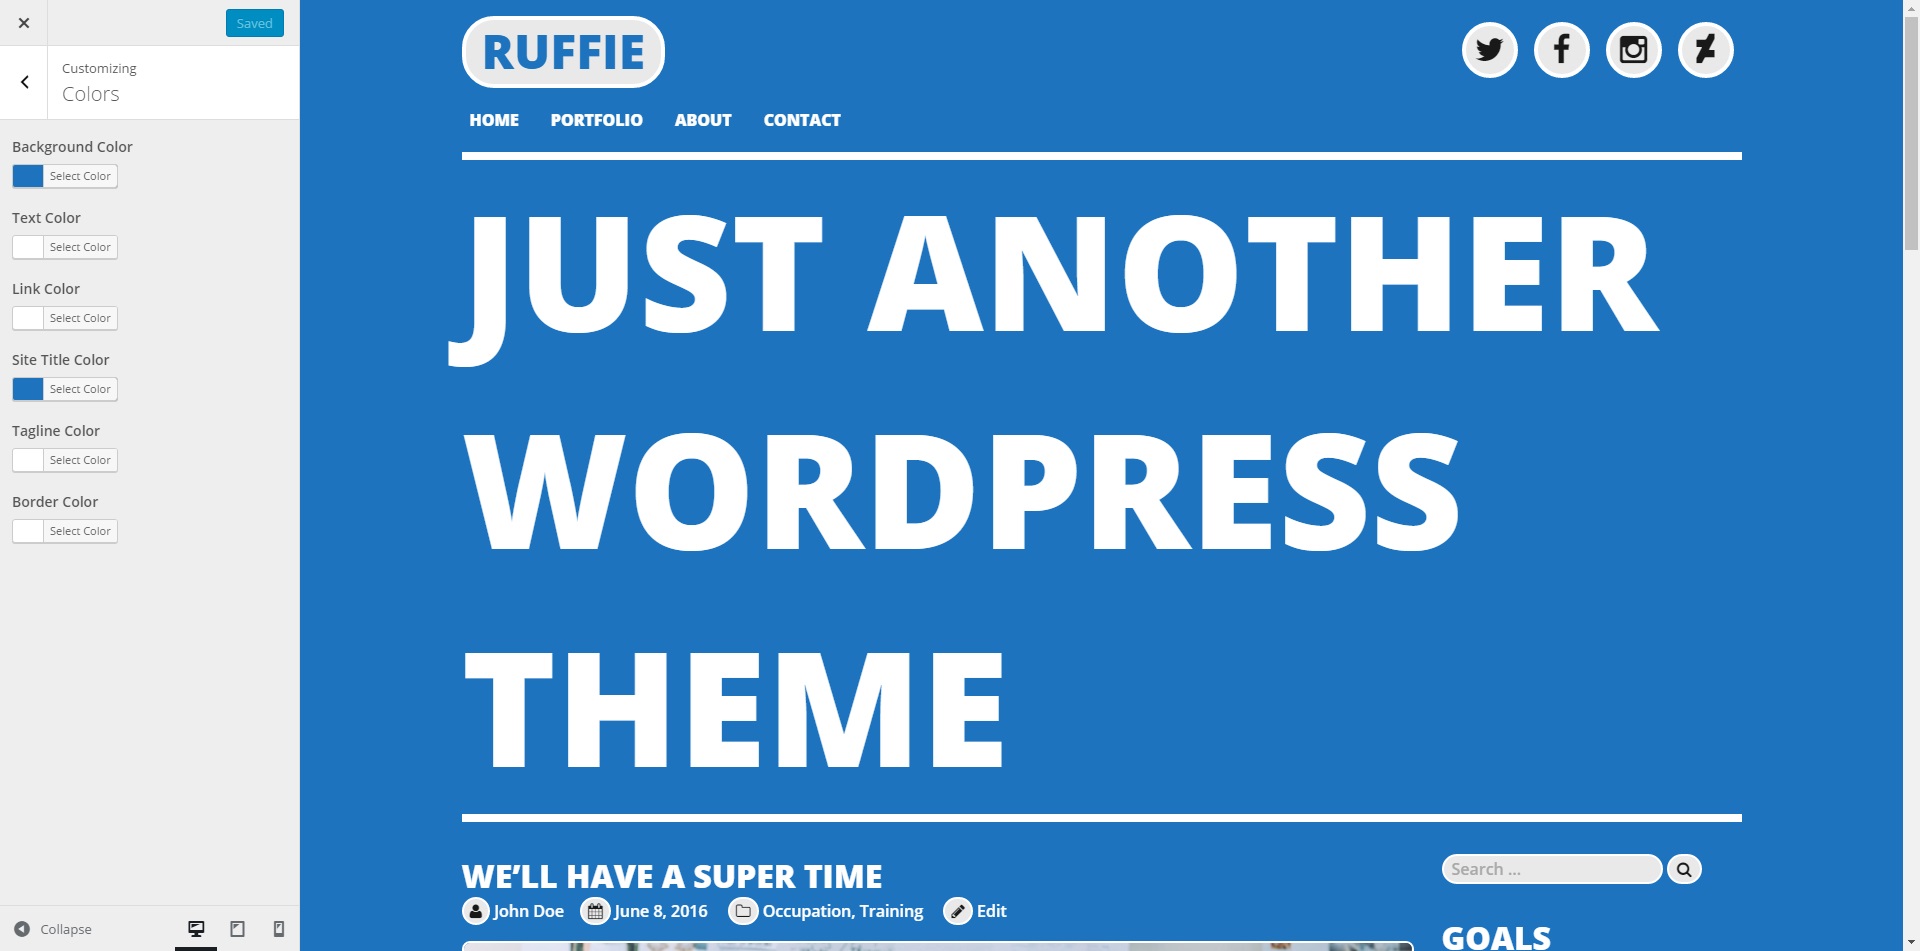 Saved
Customizing
Colors
Background Color
Select Color
Text Color
Select Color
Link Color
Select Color
Site Title Color
Select Color
Tagline Color
Select Color
Border Color
Select Color
Collapse
RUFFIE
HOME PORTFOLIO ABOUT CONTACT
JUST ANOTHER
WORDPRESS
THEME
WE’LL HAVE A SUPER TIME
John Doe June 8, 2016 Occupation, Training Edit
Search ...
GOALS